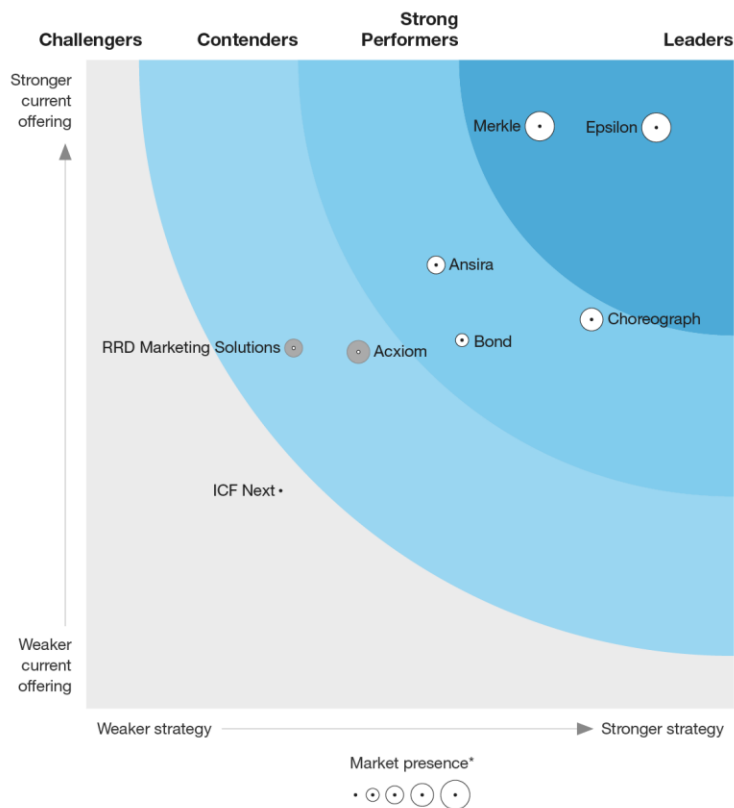 Strong
Challengers Contenders Performers Leaders
Stronger
current
offering
Merkle Epsilon
Ansira
Choreograph
RRD Marketing Solutions Acxiom Bond
ICF Next
Weaker
current
offering
Weaker strategy Stronger strategy
Market presence*